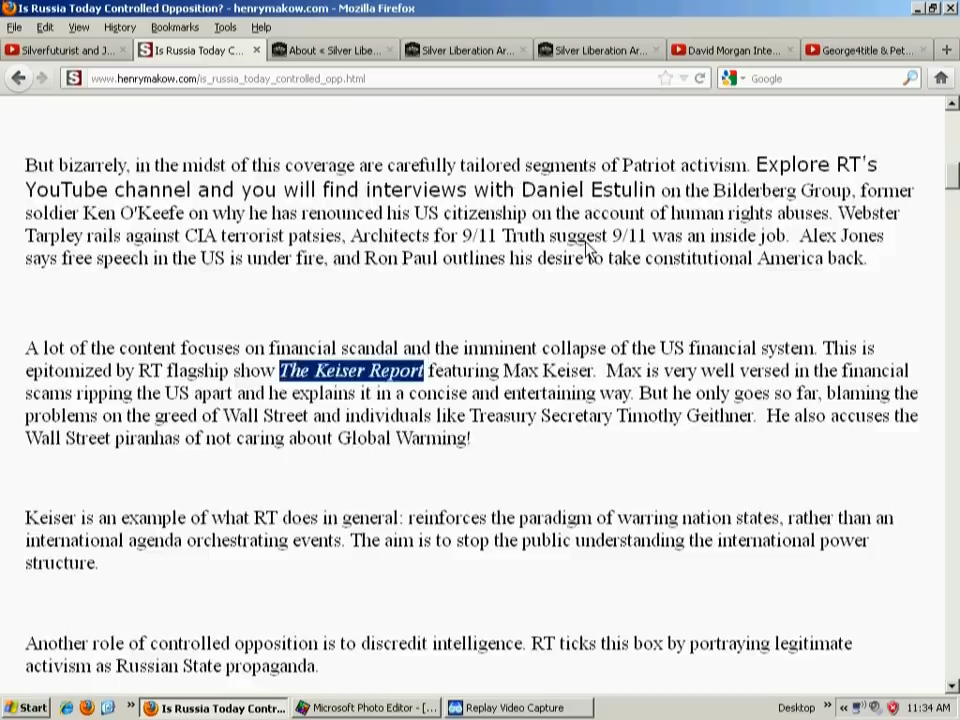 Is Russia Today Controlled Opposition? - henrymakow.com - Mozilla Firefox
File Edit View History Bookmarks Tools Help
Silverfuturist and J... Is Russia Today C... About « Silver Libe... Silver Liberation Ar... Silver Liberation Ar... David Morgan Inte... George4title & Pet...
www.henrymakow.com/is_russia_today_controlled_opp.html Google
But bizarrely, in the midst of this coverage are carefully tailored segments of Patriot activism. Explore RT's
YouTube channel and you will find interviews with Daniel Estulin on the Bilderberg Group, former
soldier Ken O'Keefe on why he has renounced his US citizenship on the account of human rights abuses. Webster
Tarpley rails against CIA terrorist patsies, Architects for 9/11 Truth suggest 9/11 was an inside job. Alex Jones
says free speech in the US is under fire, and Ron Paul outlines his desire to take constitutional America back.
A lot of the content focuses on financial scandal and the imminent collapse of the US financial system. This is
epitomized by RT flagship show The Keiser Report featuring Max Keiser. Max is very well versed in the financial
scams ripping the US apart and he explains it in a concise and entertaining way. But he only goes so far, blaming the
problems on the greed of Wall Street and individuals like Treasury Secretary Timothy Geithner. He also accuses the
Wall Street piranhas of not caring about Global Warming!
Keiser is an example of what RT does in general: reinforces the paradigm of warring nation states, rather than an
international agenda orchestrating events. The aim is to stop the public understanding the international power
structure.
Another role of controlled opposition is to discredit intelligence. RT ticks this box by portraying legitimate
activism as Russian State propaganda.
Start Is Russia Today Contr... Microsoft Photo Editor - [... Replay Video Capture Desktop 11:34 AM